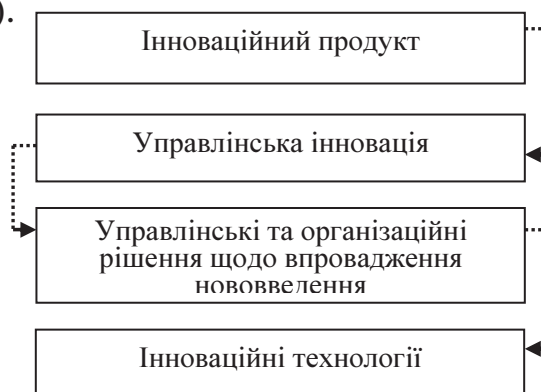 ).
Інноваційний продукт
Управлінська інновація
Управлінські та організаційні
рішення щодо впровадження
нововведення
Інноваційні технології